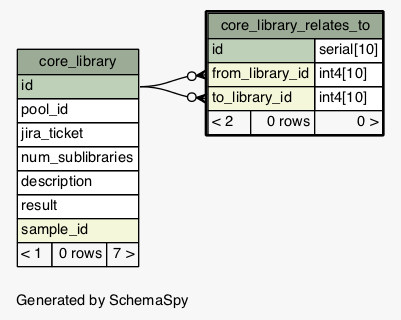 core_library
id
pool_id
jira_ticket
num_sublibraries
description
result
sample_id
< 1 0 rows 7 >
core_library_relates_to
id serial[10]
from_library_id int4[10]
to_library_id int4[10]
< 2 0 rows 0 >
Generated by SchemaSpy